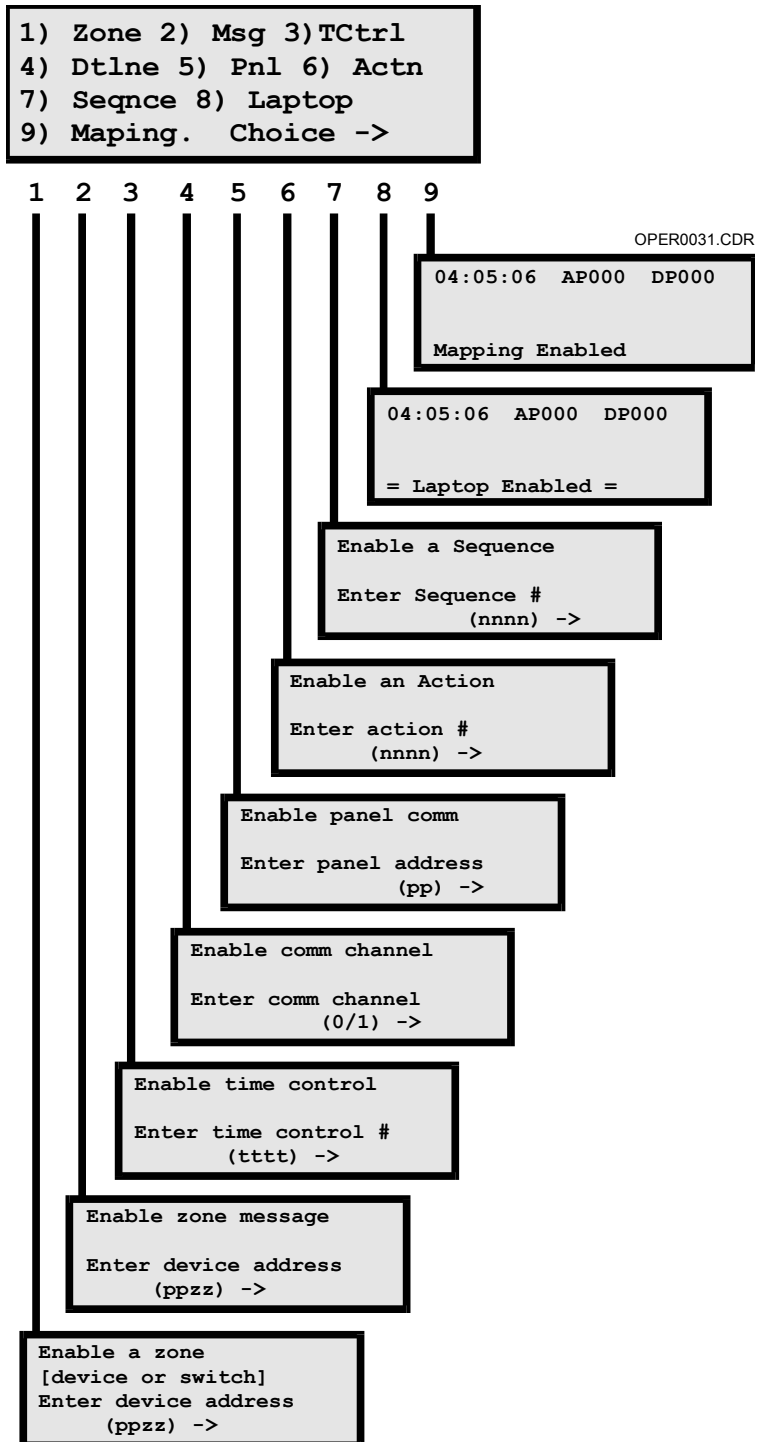 1) Zone 2) Msg 3)TCtrl
4) Dtlne 5) Pnl 6) Actn
7) Seqnce 8) Laptop
9) Maping. Choice ->
1 2 3 4 5 6 7 8 9
OPER0031.CDR
04:05:06 AP000 DP000
Mapping Enabled
04:05:06 AP000 DP000
= Laptop Enabled =
Enable a Sequence
Enter Sequence #
(nnnn) ->
Enable an Action
Enter action #
(nnnn) ->
Enable panel comm
Enter panel address
(pp) ->
Enable comm channel
Enter comm channel
(0/1) ->
Enable time control
Enter time control #
(tttt) ->
Enable zone message
Enter device address
(ppzz) ->
Enable a zone
[device or switch]
Enter device address
(ppzz) ->